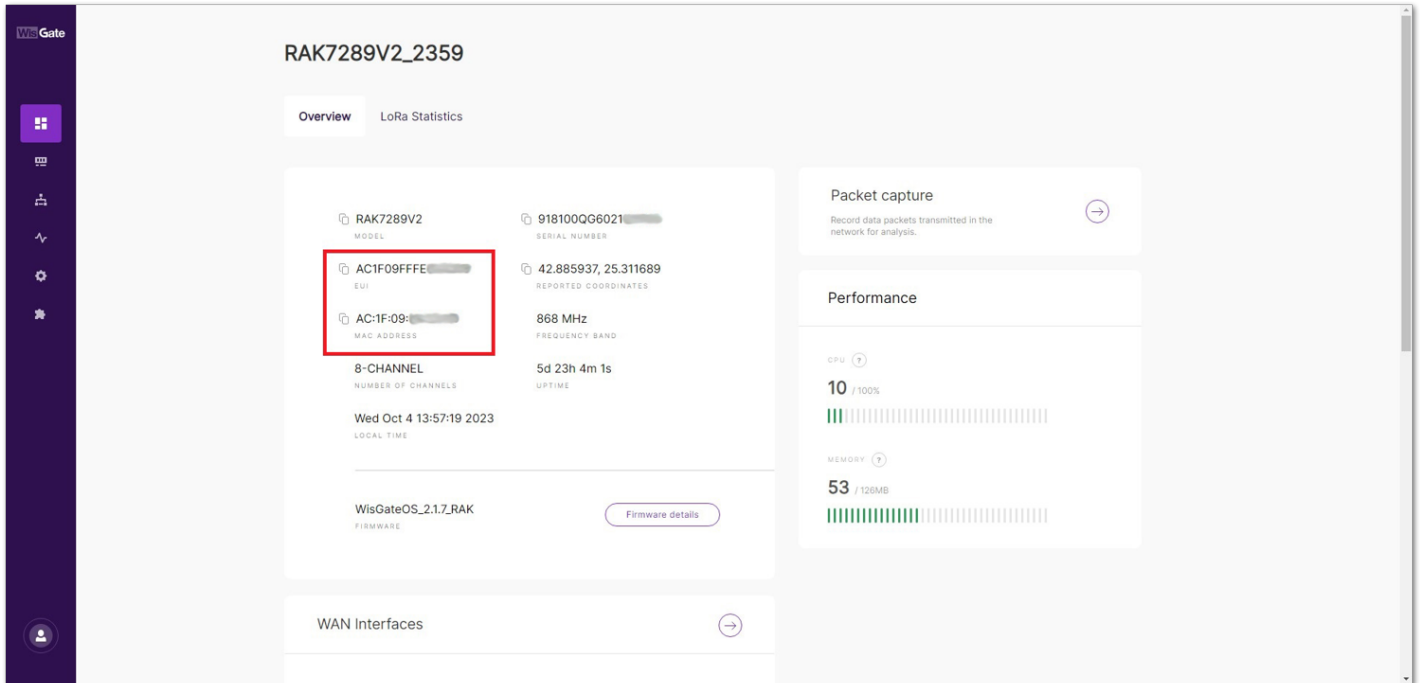 WisGate
RAK7289V2_2359
Overview
LoRa Statistics
RAK7289V2
MODEL
918100QG6021
SERIAL NUMBER
AC1F09FFFE
EUI
42.885937, 25.311689
REPORTED COORDINATES
AC:1F:09:
MAC ADDRESS
868 MHz
FREQUENCY BAND
8-CHANNEL
NUMBER OF CHANNELS
5d 23h 4m 1s
UPTIME
Wed Oct 4 13:57:19 2023
LOCAL TIME
WisGateOS_2.1.7_RAK
FIRMWARE
Firmware details
WAN Interfaces
Packet capture
Record data packets transmitted in the
network for analysis.
Performance
CPU ?
10 / 100%
MEMORY ?
53 / 126MB